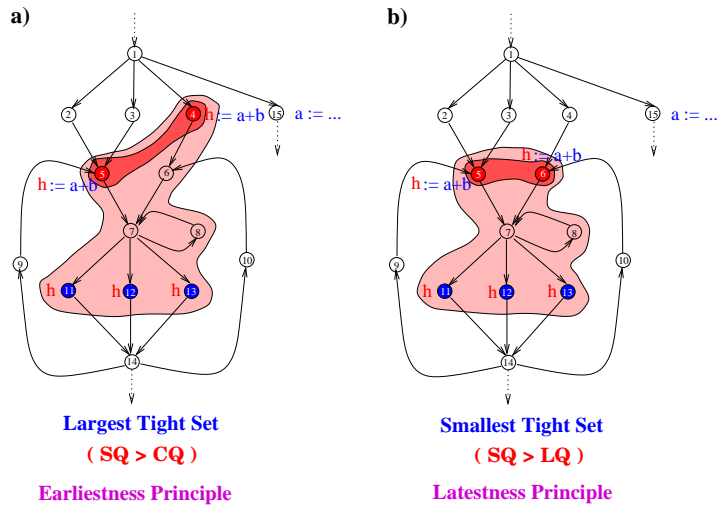 a)
1
2
3
4
h := a+b
15
a := ...
5
6
h := a+b
7
8
9
10
h 11
h 12
h 13
14
Largest Tight Set
( SQ > CQ )
Earliestness Principle
b)
1
2
3
4
15
a := ...
h := a+b
5
6
h := a+b
7
8
9
10
h 11
h 12
h 13
14
Smallest Tight Set
( SQ > LQ )
Latestness Principle